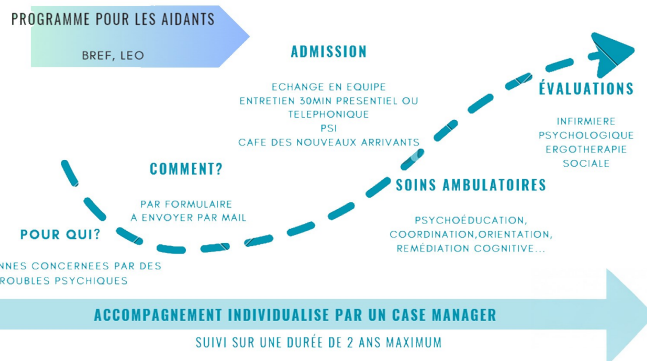 PROGRAMME POUR LES AIDANTS
BREF, LEO
ADMISSION
ECHANGE EN EQUIPE
ENTRETIEN 30MIN PRESENTIEL OU
TELEPHONIQUE
PSI
CAFE DES NOUVEAUX ARRIVANTS
ÉVALUATIONS
INFIRMIERE
PSYCHOLOGIQUE
ERGOTHERAPIE
SOCIALE
COMMENT?
PAR FORMULAIRE
A ENVOYER PAR MAIL
SOINS AMBULATOIRES
PSYCHOÉDUCATION,
COORDINATION,ORIENTATION,
REMÉDIATION COGNITIVE...
POUR QUI?
NNES CONCERNEES PAR DES
ROUBLES PSYCHIQUES
ACCOMPAGNEMENT INDIVIDUALISE PAR UN CASE MANAGER
SUIVI SUR UNE DURÉE DE 2 ANS MAXIMUM